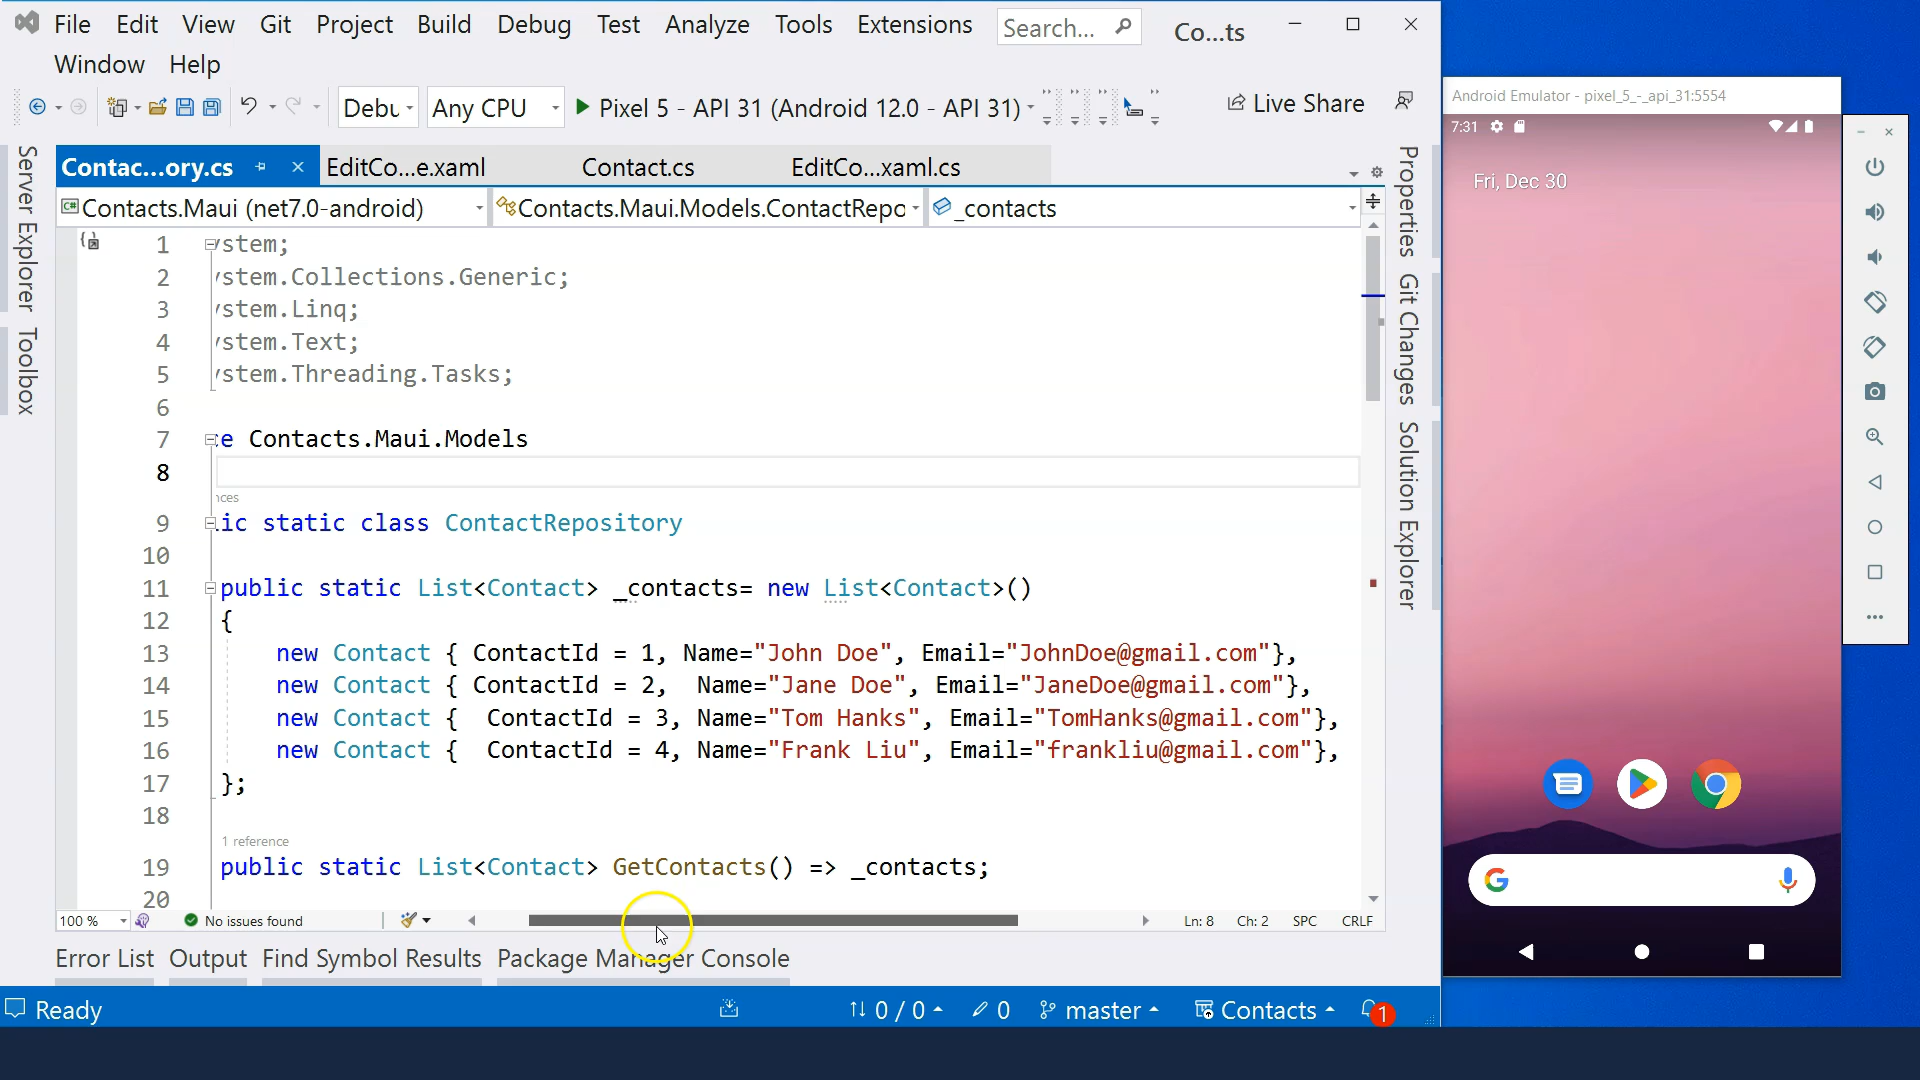 File Edit View Git Project Build Debug Test Analyze Tools Extensions Search... Co...ts
Window Help
Debu Any CPU Pixel 5 - API 31 (Android 12.0 - API 31) Live Share
Server Explorer
Toolbox
Contac...ory.cs EditCo...e.xaml Contact.cs EditCo...xaml.cs
Contacts.Maui (net7.0-android) Contacts.Maui.Models.ContactRepo _contacts
1 ystem;
2 ystem.Collections.Generic;
3 ystem.Linq;
4 ystem.Text;
5 ystem.Threading.Tasks;
6
7 e Contacts.Maui.Models
8
nces
9 lic static class ContactRepository
10
11 public static List<Contact> _contacts= new List<Contact>()
12 {
13 new Contact { ContactId = 1, Name="John Doe", Email="JohnDoe@gmail.com"},
14 new Contact { ContactId = 2,  Name="Jane Doe", Email="JaneDoe@gmail.com"},
15 new Contact {  ContactId = 3, Name="Tom Hanks", Email="TomHanks@gmail.com"},
16 new Contact {  ContactId = 4, Name="Frank Liu", Email="frankliu@gmail.com"},
17 };
18
1 reference
19 public static List<Contact> GetContacts() => _contacts;
20
100 % No issues found Ln: 8 Ch: 2 SPC CRLF
Error List Output Find Symbol Results Package Manager Console
Ready 0 / 0 0 master Contacts 1
Properties
Git Changes
Solution Explorer
Android Emulator - pixel_5_-_api_31:5554
7:31
Fri, Dec 30